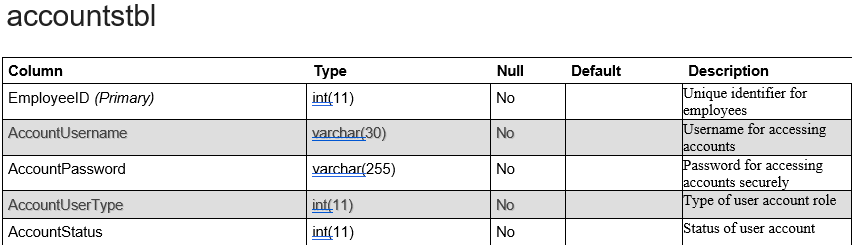 accountstbl
Column Type Null Default Description
EmployeeID (Primary) int(11) No Unique identifier for
employees
AccountUsername varchar(30) No Username for accessing
accounts
AccountPassword varchar(255) No Password for accessing
accounts securely
AccountUserType int(11) No Type of user account role
AccountStatus int(11) No Status of user account